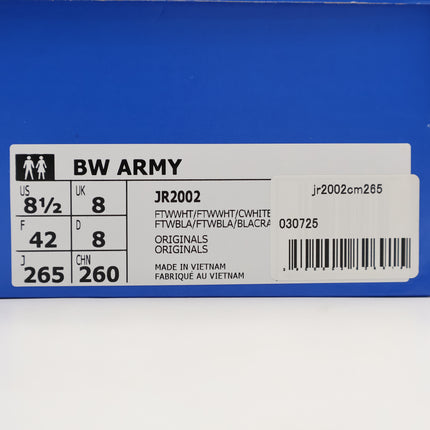 BW ARMY
US 8½ UK 8
F 42 D 8
J 265 CHN 260
JR2002
FTWWHT/FTWWHT/CWHITE
FTWBLA/FTWBLA/BLACRA
ORIGINALS
ORIGINALS
MADE IN VIETNAM
FABRIQUÉ AU VIETNAM
jr2002cm265
030725